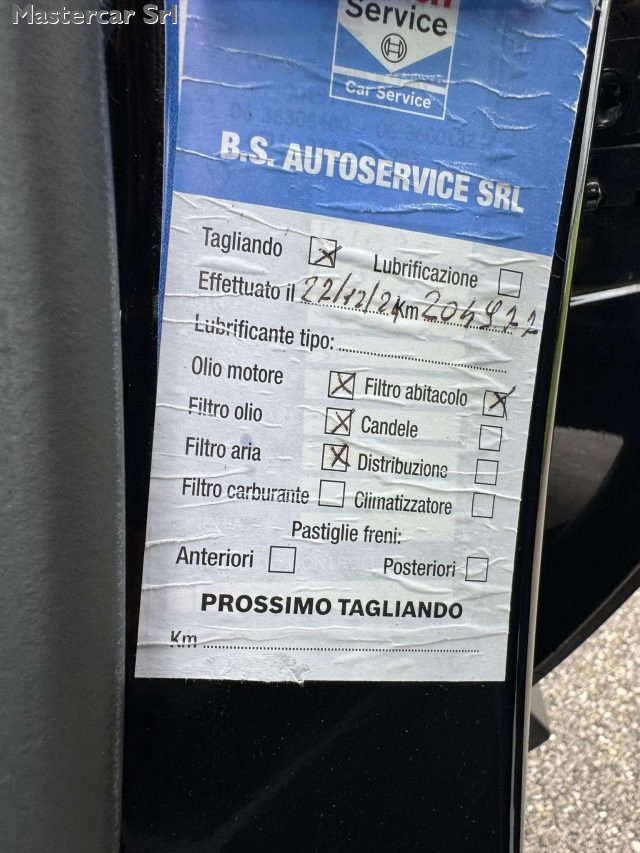 Mastercar Srl
Service
Car Service
B.S. AUTOSERVICE SRL
Tagliando ☒ Lubrificazione ☐
Effettuato il 22/12/24 Km 204922
Lubrificante tipo:
Olio motore ☒ Filtro abitacolo ☒
Filtro olio ☒ Candele ☐
Filtro aria ☒ Distribuzione ☐
Filtro carburante ☐ Climatizzatore ☐
Pastiglie freni:
Anteriori ☐ Posteriori ☐
PROSSIMO TAGLIANDO
Km